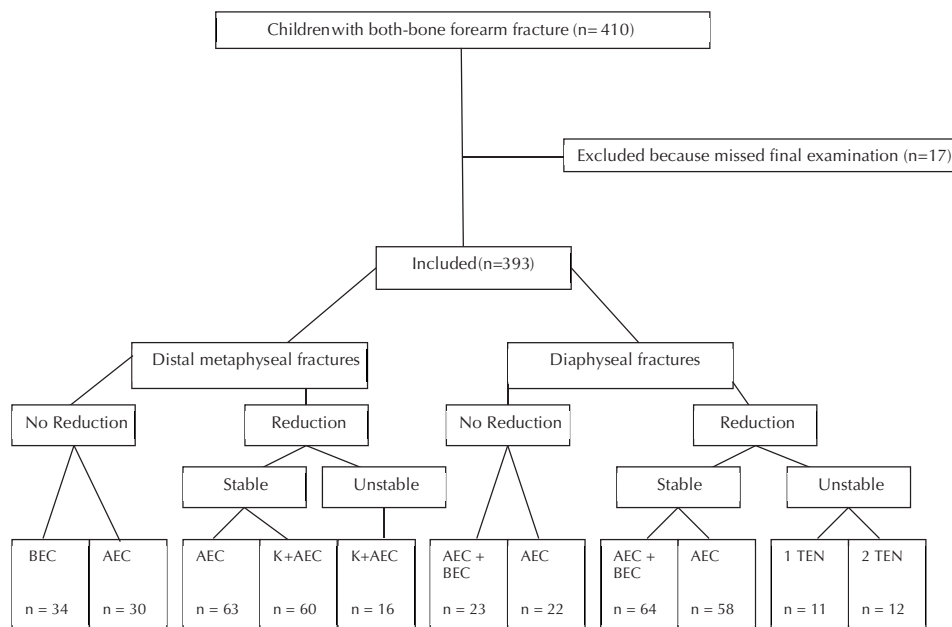 Children with both-bone forearm fracture (n= 410)
Excluded because missed final examination (n=17)
Included (n=393)
Distal metaphyseal fractures
Diaphyseal fractures
No Reduction
Reduction
No Reduction
Reduction
Stable
Unstable
Stable
Unstable
BEC
n = 34
AEC
n = 30
AEC
n = 63
K+AEC
n = 60
K+AEC
n = 16
AEC +
BEC
n = 23
AEC
n = 22
AEC +
BEC
n = 64
AEC
n = 58
1 TEN
n = 11
2 TEN
n = 12